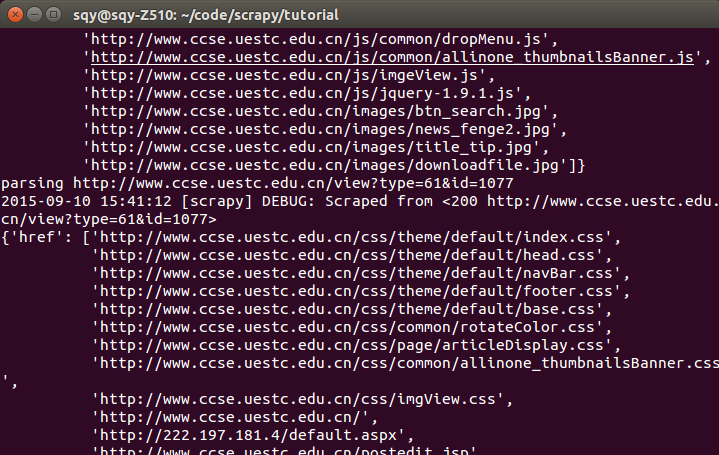 sqy@sqy-Z510: ~/code/scrapy/tutorial
'http://www.ccse.uestc.edu.cn/js/common/dropMenu.js',
'http://www.ccse.uestc.edu.cn/js/common/allinone_thumbnailsBanner.js',
'http://www.ccse.uestc.edu.cn/js/imgeView.js',
'http://www.ccse.uestc.edu.cn/js/jquery-1.9.1.js',
'http://www.ccse.uestc.edu.cn/images/btn_search.jpg',
'http://www.ccse.uestc.edu.cn/images/news_fenge2.jpg',
'http://www.ccse.uestc.edu.cn/images/title_tip.jpg',
'http://www.ccse.uestc.edu.cn/images/downloadfile.jpg']}
parsing http://www.ccse.uestc.edu.cn/view?type=61&id=1077
2015-09-10 15:41:12 [scrapy] DEBUG: Scraped from <200 http://www.ccse.uestc.edu.
cn/view?type=61&id=1077>
{'href': ['http://www.ccse.uestc.edu.cn/css/theme/default/index.css',
'http://www.ccse.uestc.edu.cn/css/theme/default/head.css',
'http://www.ccse.uestc.edu.cn/css/theme/default/navBar.css',
'http://www.ccse.uestc.edu.cn/css/theme/default/footer.css',
'http://www.ccse.uestc.edu.cn/css/theme/default/base.css',
'http://www.ccse.uestc.edu.cn/css/common/rotateColor.css',
'http://www.ccse.uestc.edu.cn/css/page/articleDisplay.css',
'http://www.ccse.uestc.edu.cn/css/common/allinone_thumbnailsBanner.css
',
'http://www.ccse.uestc.edu.cn/css/imgView.css',
'http://www.ccse.uestc.edu.cn/',
'http://222.197.181.4/default.aspx',
'http://www.ccse.uestc.edu.cn/postedit.jsp'